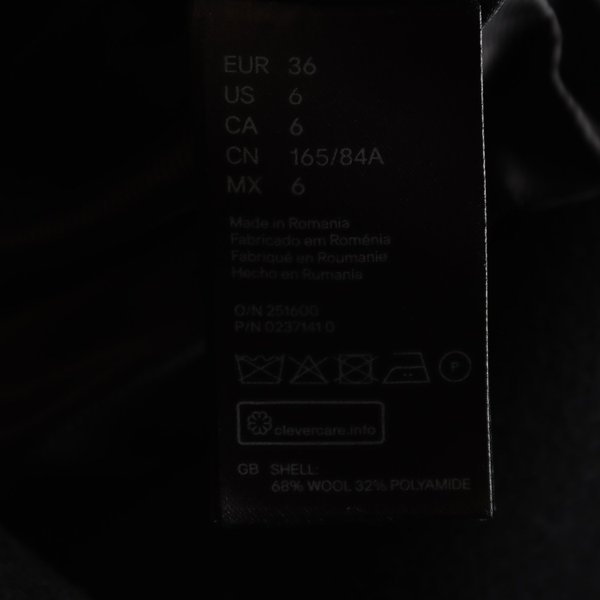 EUR 36
US 6
CA 6
CN 165/84A
MX 6
Made in Romania
Fabricado em Roménia
Fabriqué en Roumanie
Hecho en Rumania
O/N 251600
P/N 0237141 0
P
clevercare.info
GB SHELL:
68% WOOL 32% POLYAMIDE